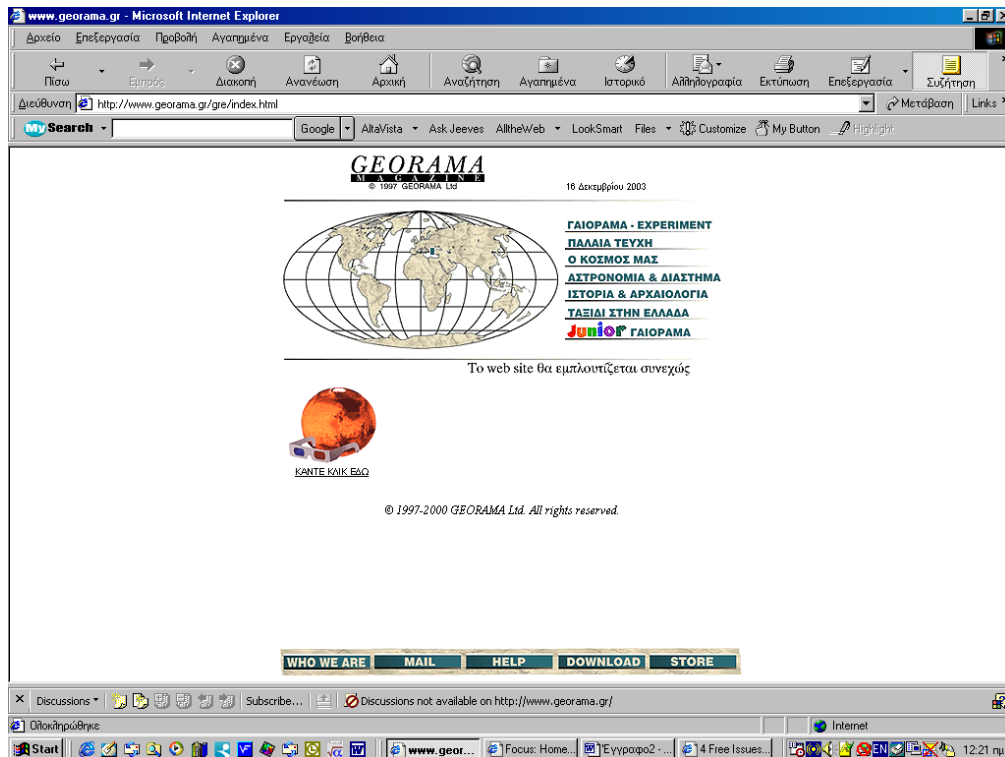 www.georama.gr - Microsoft Internet Explorer
Αρχείο Επεξεργασία Προβολή Αγαπημένα Εργαλεία Βοήθεια
Πίσω Εμπρός Διακοπή Ανανέωση Αρχική Αναζήτηση Αγαπημένα Ιστορικό Αλληλογραφία Εκτύπωση Επεξεργασία Συζήτηση
Διεύθυνση http://www.georama.gr/gre/index.html Μετάβαση Links
My Search Google AltaVista Ask Jeeves AlltheWeb LookSmart Files Customize My Button Highlight
GEORAMA
MAGAZINE
© 1997 GEORAMA Ltd
16 Δεκεμβρίου 2003
ΓΑΙΟΡΑΜΑ - EXPERIMENT
ΠΑΛΑΙΑ ΤΕΥΧΗ
Ο ΚΟΣΜΟΣ ΜΑΣ
ΑΣΤΡΟΝΟΜΙΑ & ΔΙΑΣΤΗΜΑ
ΙΣΤΟΡΙΑ & ΑΡΧΑΙΟΛΟΓΙΑ
ΤΑΞΙΔΙ ΣΤΗΝ ΕΛΛΑΔΑ
Junior ΓΑΙΟΡΑΜΑ
Το web site θα εμπλουτίζεται συνεχώς
ΚΑΝΤΕ ΚΛΙΚ ΕΔΩ
© 1997-2000 GEORAMA Ltd. All rights reserved.
WHO WE ARE MAIL HELP DOWNLOAD STORE
Discussions Subscribe... Discussions not available on http://www.georama.gr/
Ολοκληρώθηκε Internet
Start www.geor... Focus: Home... Έγγραφο2 - ... 4 Free Issues... EN 12:21 πμ